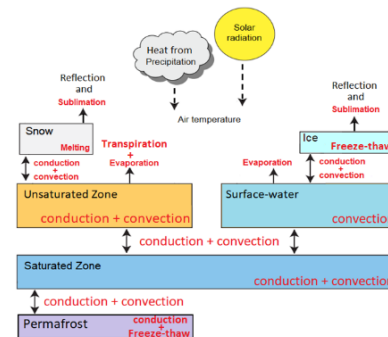 Heat from
Precipitation
Solar
radiation
Air temperature
Reflection
and
Sublimation
Snow
Melting
conduction
+
convection
Transpiration
+
Evaporation
Unsaturated Zone
conduction + convection
Reflection
and
Sublimation
Ice
Freeze-thaw
conduction
+
convection
Evaporation
Surface-water
convection
conduction + convection
Saturated Zone
conduction + convection
conduction + convection
Permafrost
conduction
+
Freeze-thaw